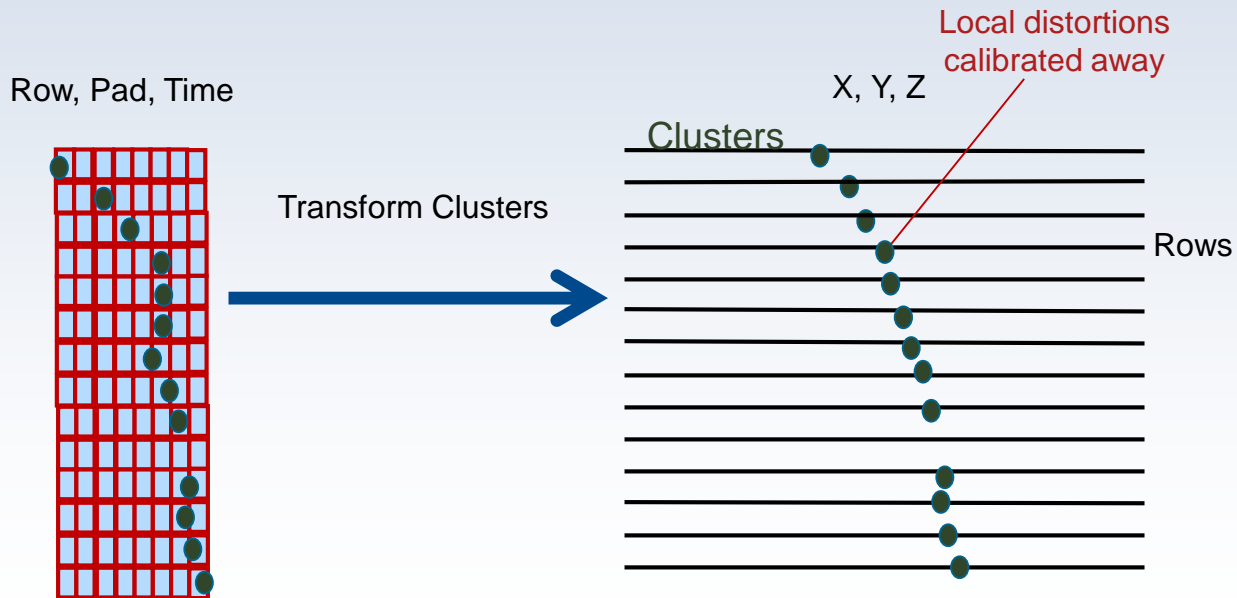 Local distortions
calibrated away
Row, Pad, Time
X, Y, Z
Clusters
Transform Clusters
Rows